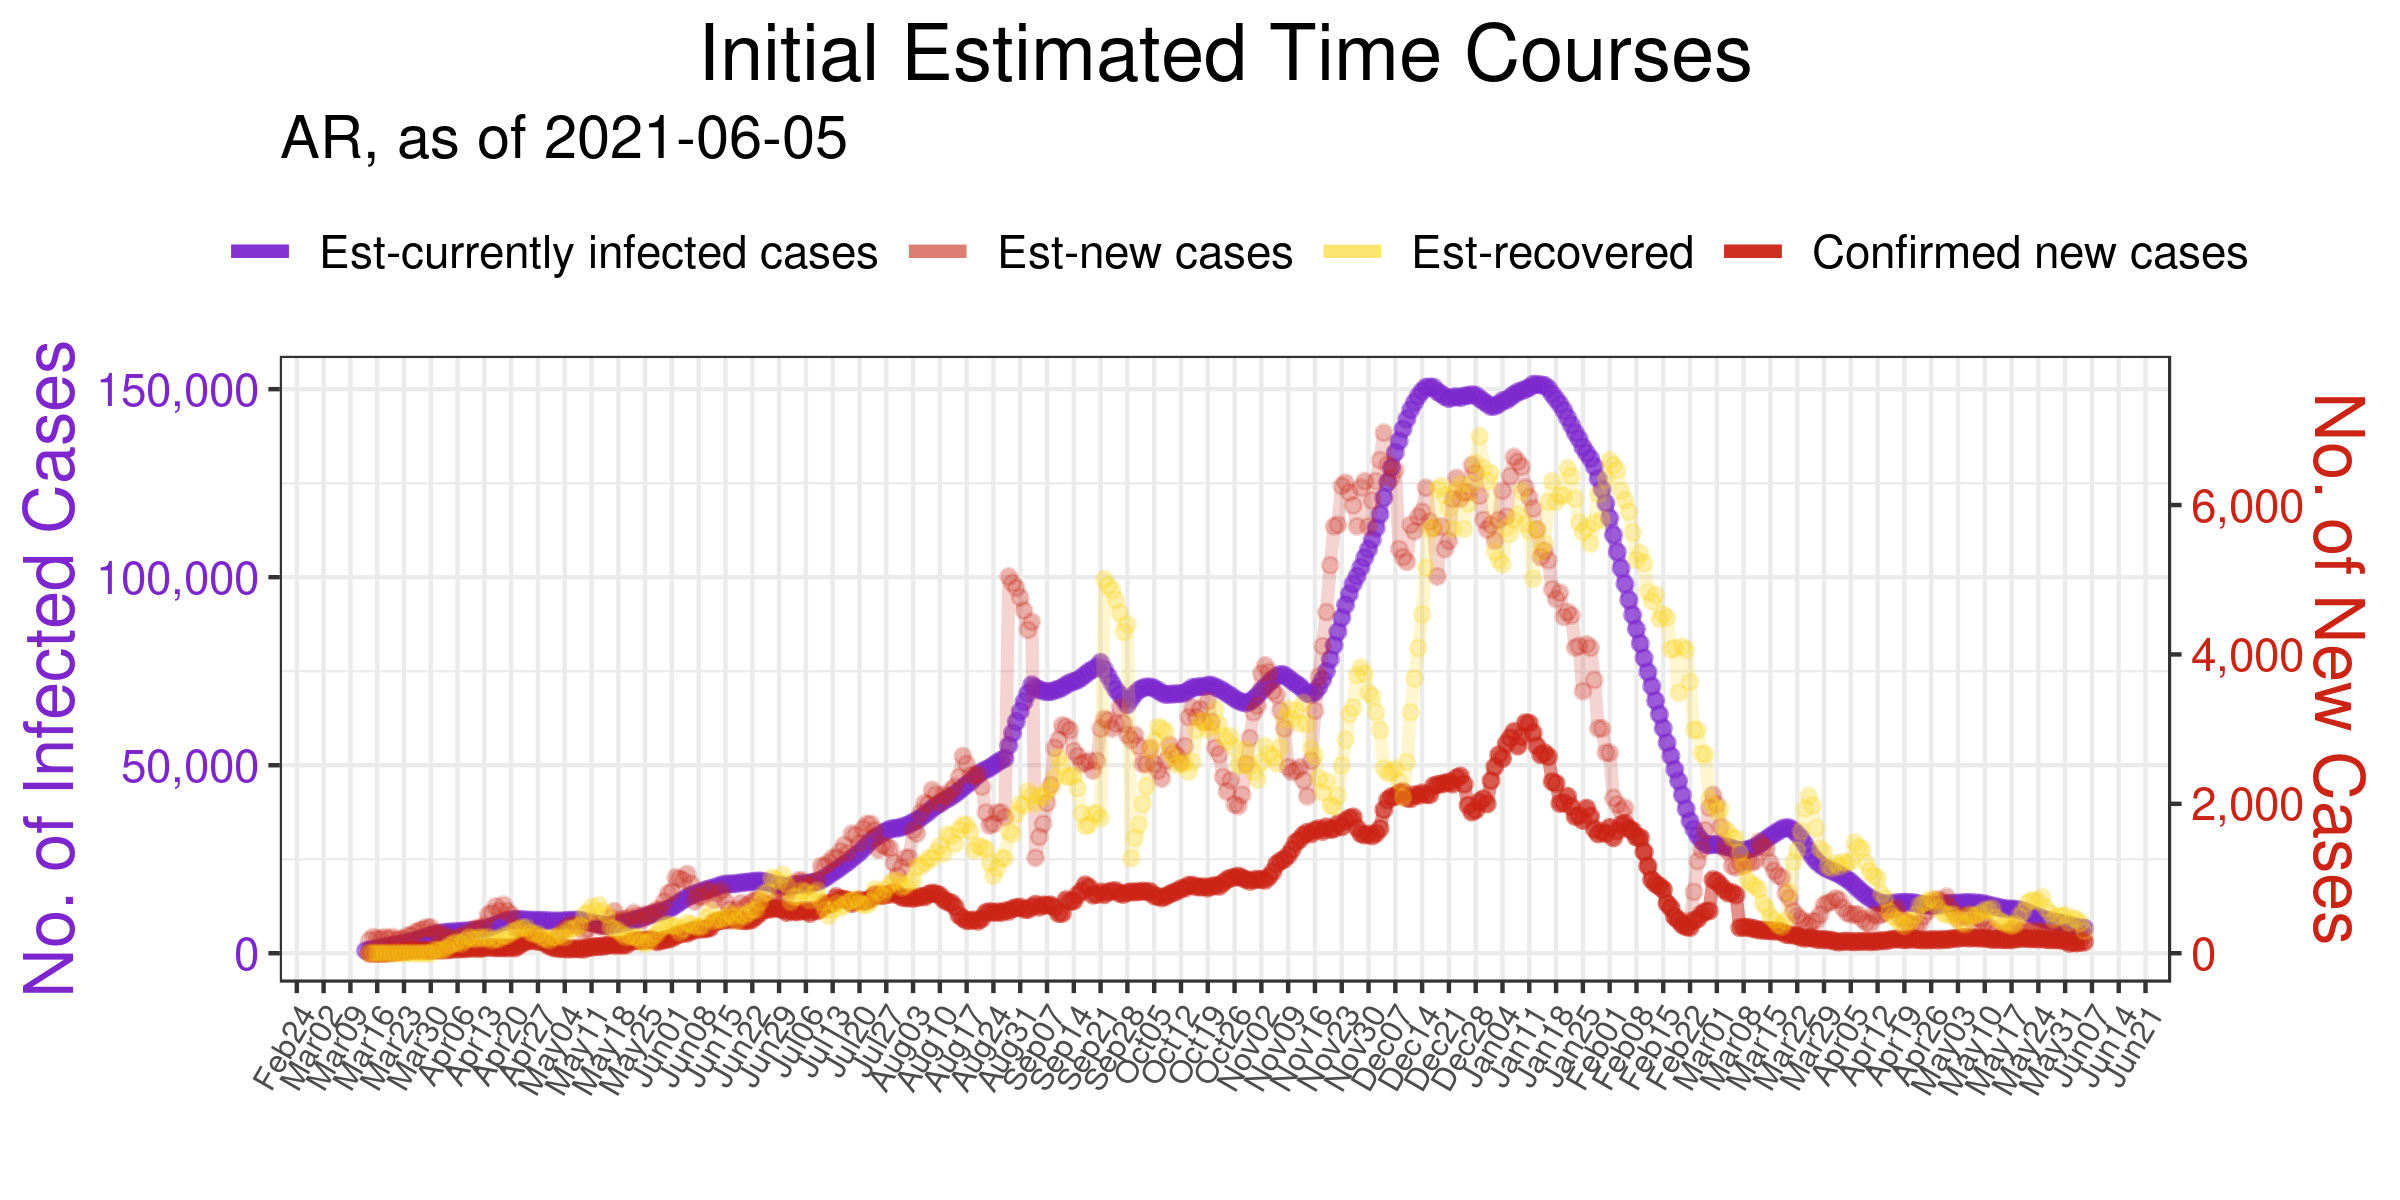 Initial Estimated Time Courses
AR, as of 2021-06-05
Est-currently infected cases
Est-new cases
Est-recovered
Confirmed new cases
No. of Infected Cases
150,000
100,000
50,000
0
6,000
4,000
2,000
0
No. of New Cases
Feb24
Mar02
Mar09
Mar16
Mar23
Mar30
Apr06
Apr13
Apr20
Apr27
May04
May11
May18
May25
Jun01
Jun08
Jun15
Jun22
Jun29
Jul06
Jul13
Jul20
Jul27
Aug03
Aug10
Aug17
Aug24
Aug31
Sep07
Sep14
Sep21
Sep28
Oct05
Oct12
Oct19
Oct26
Nov02
Nov09
Nov16
Nov23
Nov30
Dec07
Dec14
Dec21
Dec28
Jan04
Jan11
Jan18
Jan25
Feb01
Feb08
Feb15
Feb22
Mar01
Mar08
Mar15
Mar22
Mar29
Apr05
Apr12
Apr19
Apr26
May03
May10
May17
May24
May31
Jun07
Jun14
Jun21